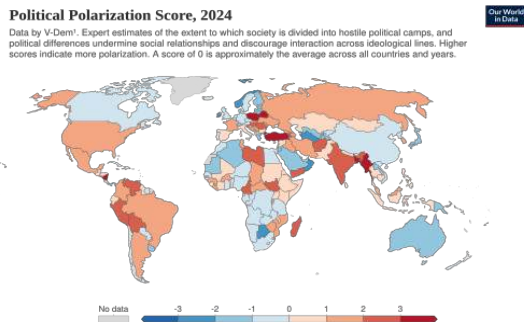 Political Polarization Score, 2024
Our World
in Data
Data by V-Dem¹. Expert estimates of the extent to which society is divided into hostile political camps, and
political differences undermine social relationships and discourage interaction across ideological lines. Higher
scores indicate more polarization. A score of 0 is approximately the average across all countries and years.
No data
-3 -2 -1 0 1 2 3